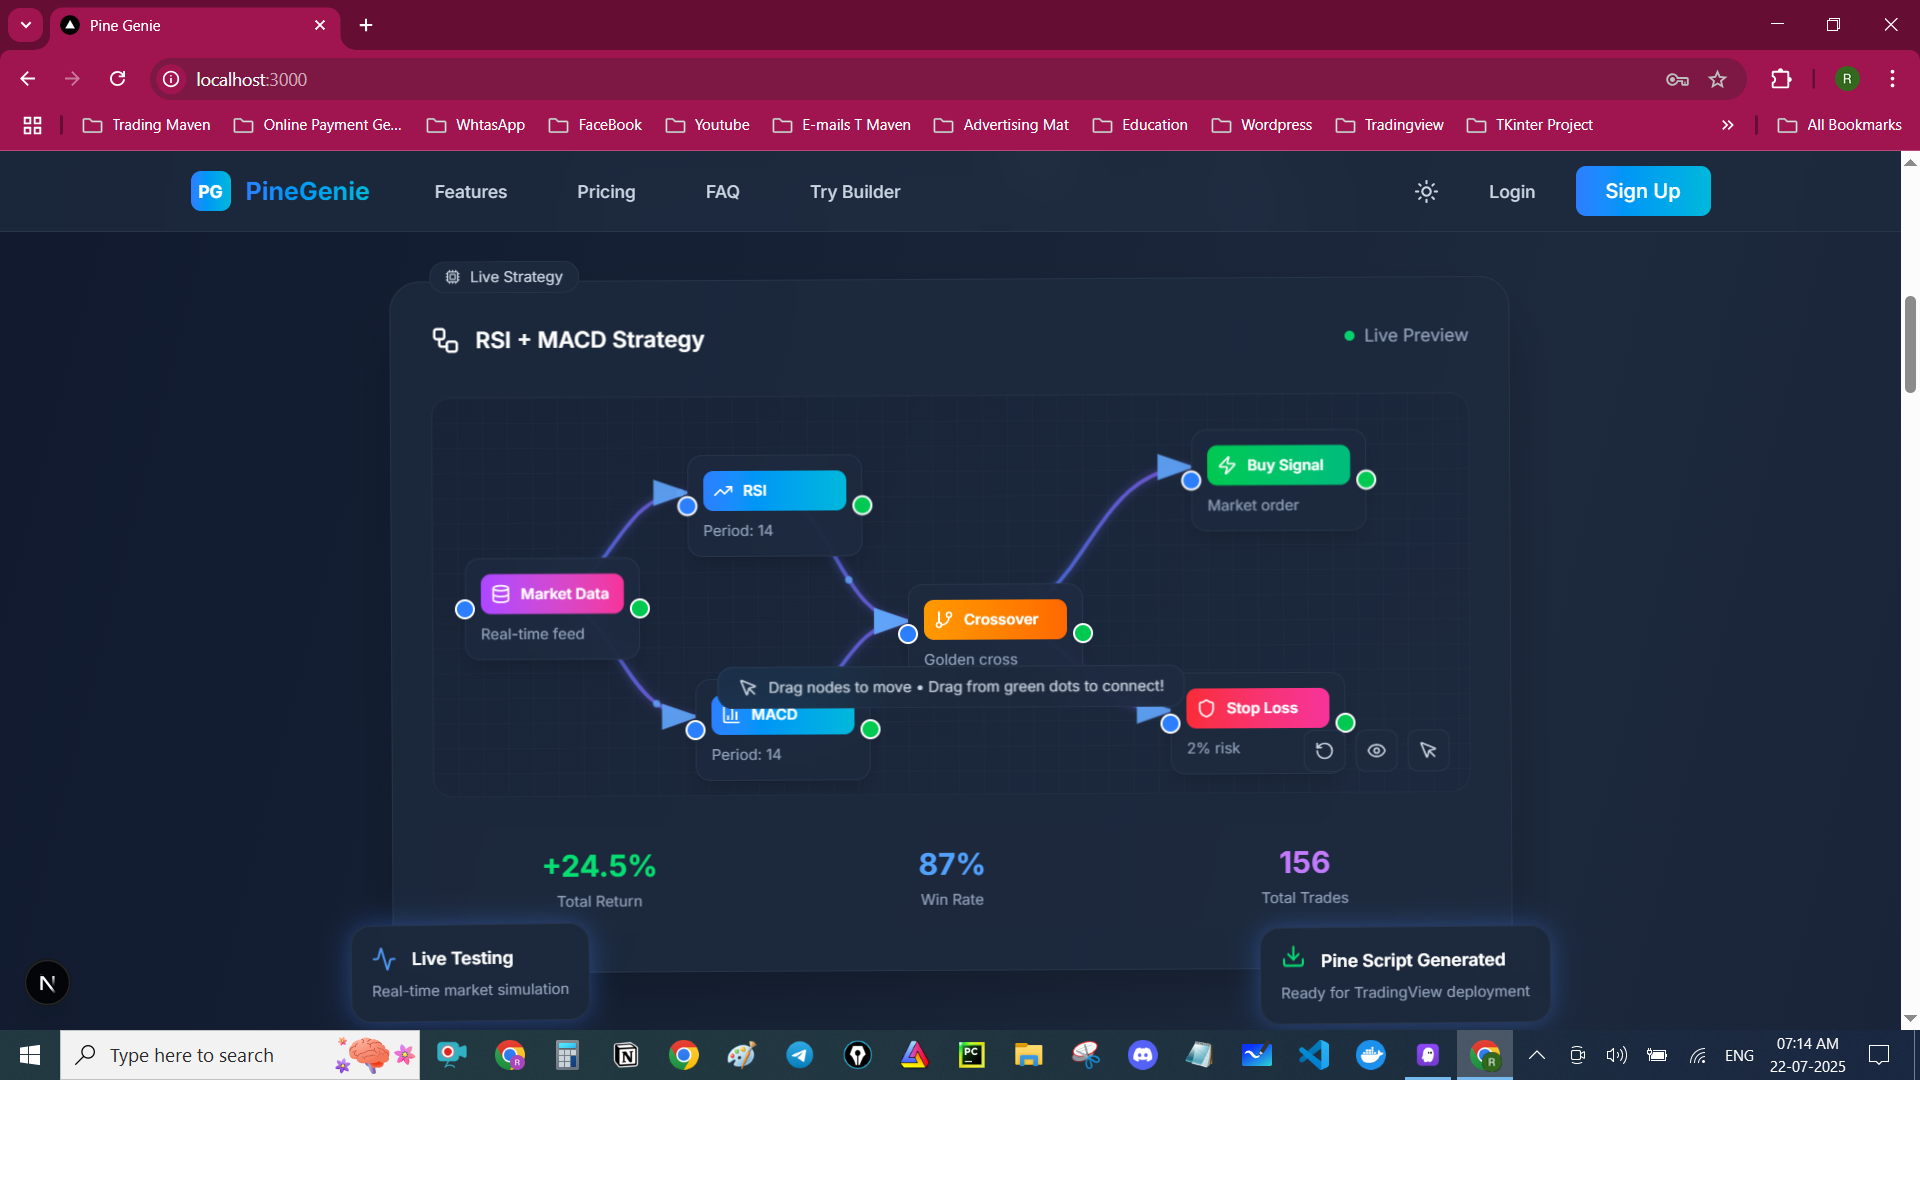 Pine Genie
localhost:3000
Trading Maven
Online Payment Ge...
WhtasApp
FaceBook
Youtube
E-mails T Maven
Advertising Mat
Education
Wordpress
Tradingview
TKinter Project
All Bookmarks
PG
PineGenie
Features
Pricing
FAQ
Try Builder
Login
Sign Up
Live Strategy
RSI + MACD Strategy
Live Preview
RSI
Period: 14
Buy Signal
Market order
Market Data
Real-time feed
Crossover
Golden cross
Drag nodes to move • Drag from green dots to connect!
MACD
Period: 14
Stop Loss
2% risk
+24.5%
Total Return
87%
Win Rate
156
Total Trades
Live Testing
Real-time market simulation
Pine Script Generated
Ready for TradingView deployment
N
R
Type here to search
PC
ENG
07:14 AM
22-07-2025